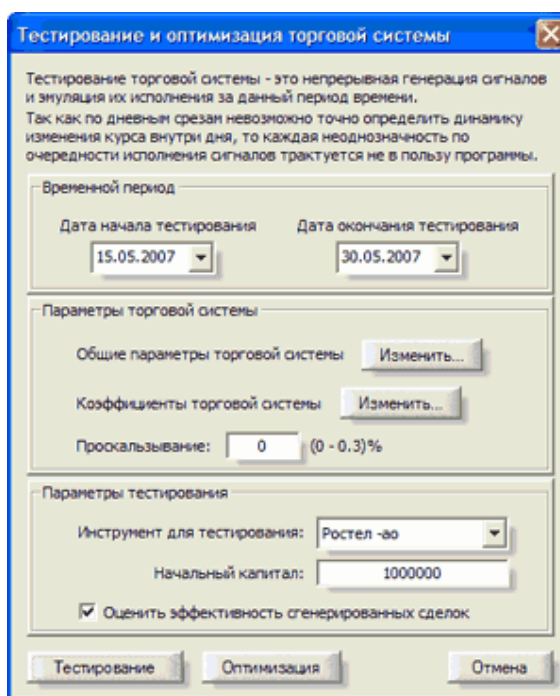 Тестирование и оптимизация торговой системы
Тестирование торговой системы - это непрерывная генерация сигналов
и эмуляция их исполнения за данный период времени.
Так как по дневным срезам невозможно точно определить динамику
изменения курса внутри дня, то каждая неоднозначность по
очередности исполнения сигналов трактуется не в пользу программы.
Временной период
Дата начала тестирования Дата окончания тестирования
15.05.2007 30.05.2007
Параметры торговой системы
Общие параметры торговой системы Изменить...
Коэффициенты торговой системы Изменить...
Проскальзывание: 0 (0 - 0.3)%
Параметры тестирования
Инструмент для тестирования: Ростел -ао
Начальный капитал: 1000000
Оценить эффективность сгенерированных сделок
Тестирование Оптимизация Отмена